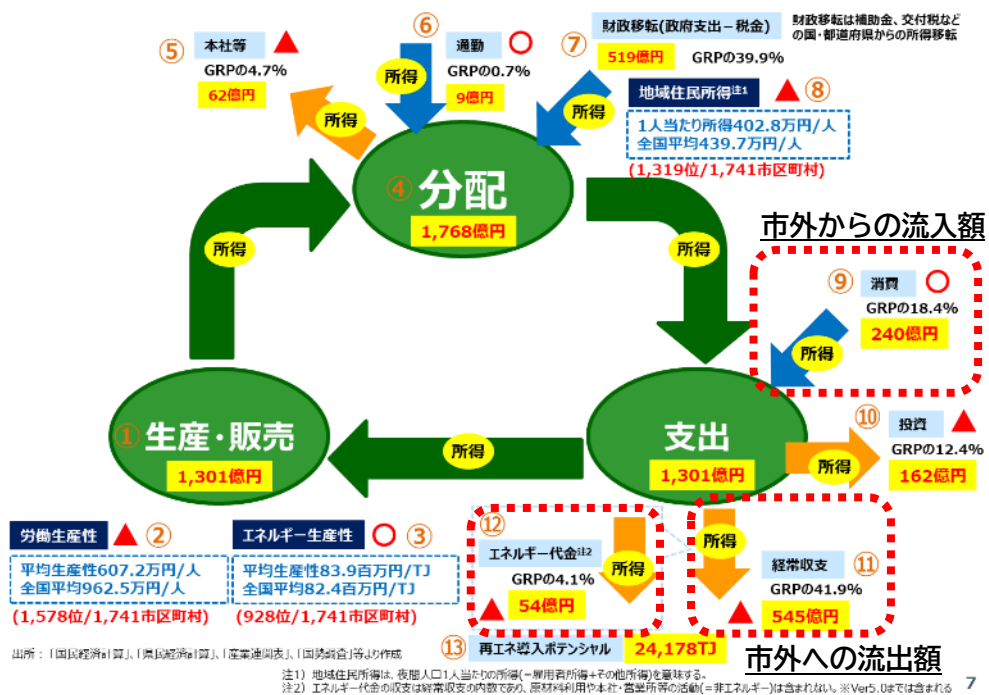 ⑤
本社等
GRPの4.7%
62億円
所得
⑥
通勤
GRPの0.7%
9億円
所得
⑦
財政移転(政府支出－税金)
519億円 GRPの39.9%
所得
財政移転は補助金、交付税など
の国・都道府県からの所得移転
地域住民所得注1
⑧
1人当たり所得402.8万円/人
全国平均439.7万円/人
(1,319位/1,741市区町村)
④ 分配
1,768億円
所得
所得
市外からの流入額
⑨
消費
GRPの18.4%
240億円
所得
① 生産・販売
1,301億円
所得
支出
1,301億円
⑩
投資
GRPの12.4%
162億円
所得
労働生産性
②
平均生産性607.2万円/人
全国平均962.5万円/人
(1,578位/1,741市区町村)
エネルギー生産性
③
平均生産性83.9百万円/TJ
全国平均82.4百万円/TJ
(928位/1,741市区町村)
⑫
エネルギー代金注2
GRPの4.1%
54億円
所得
所得
経常収支
⑪
GRPの41.9%
545億円
⑬ 再エネ導入ポテンシャル 24,178TJ
市外への流出額
出所：「国民経済計算」、「県民経済計算」、「産業連関表」、「国勢調査」等より作成
注1）地域住民所得は、夜間人口1人当たりの所得(=雇用者所得+その他所得)を意味する。
注2）エネルギー代金の収支は経常収支の内数であり、原材料利用や本社・営業所等の活動(=非エネルギー)は含まれない。※Ver5.0までは含まれる
7